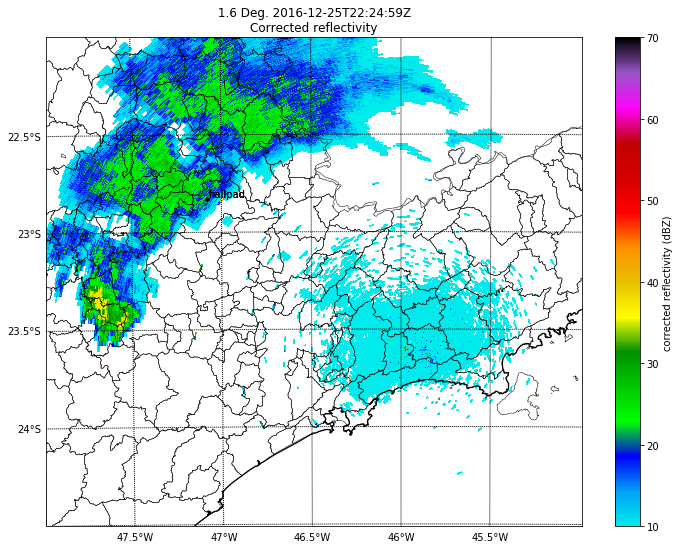 1.6 Deg. 2016-12-25T22:24:59Z
Corrected reflectivity
22.5°S
23°S
23.5°S
24°S
47.5°W
47°W
46.5°W
46°W
45.5°W
hailpad
70
60
50
40
30
20
10
corrected reflectivity (dBZ)